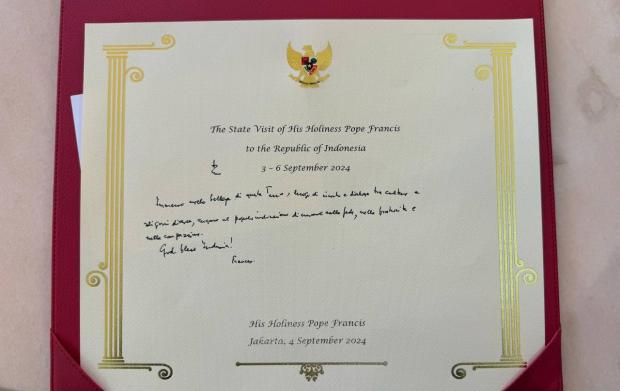 The State Visit of His Holiness Pope Francis
to the Republic of Indonesia
3 - 6 September 2024
Immerso nella bellezza di questa Terra, luogo di incontro e dialogo tra culture e
religioni diverse, auguro al popolo indonesiano di crescere nella fede, nella fraternità e
nella compassione.
God bless Indonesia!
Francesco
His Holiness Pope Francis
Jakarta, 4 September 2024